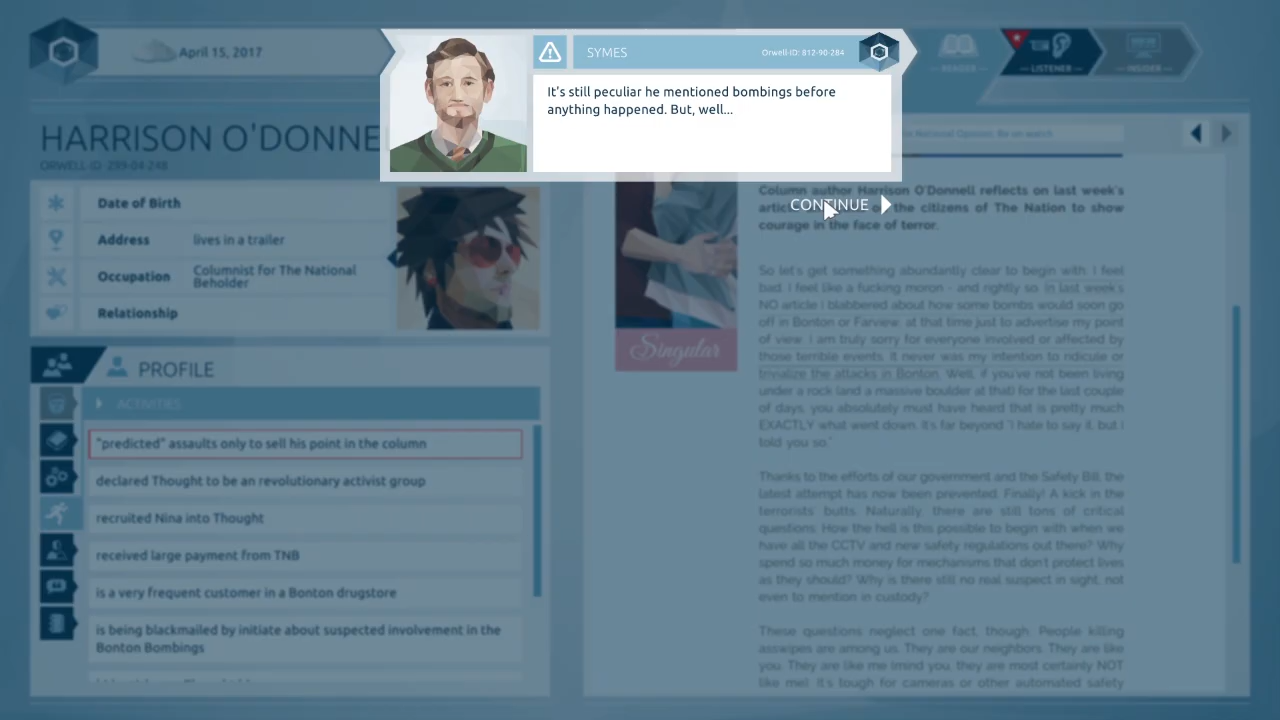 April 15, 2017
SYMES
Orwell-ID: 812-90-284
It's still peculiar he mentioned bombings before
anything happened. But, well...
CONTINUE
READER
LISTENER
INSIDER
HARRISON O'DONNE
ORWELL-ID: 299-04-248
Date of Birth
Address lives in a trailer
Occupation Columnist for The National
Beholder
Relationship
PROFILE
ACTIVITIES
"predicted" assaults only to sell his point in the column
declared Thought to be an revolutionary activist group
recruited Nina into Thought
received large payment from TNB
is a very frequent customer in a Bonton drugstore
is being blackmailed by initiate about suspected involvement in the
Bonton Bombings
National Opinion: Be on watch
Singular
Column author Harrison O'Donnell reflects on last week's
the citizens of The Nation to show
courage in the face of terror.
So let's get something abundantly clear to begin with: I feel
bad. I feel like a fucking moron - and rightly so. In last week's
NO article i blabbered about how some bombs would soon go
off in Bonton or Farview, at that time just to advertise my point
of view. i am truly sorry for everyone involved or affected by
those terrible events. It never was my intention to ridicule or
trivialize the attacks in Bonton. Well, if you've not been living
under a rock (and a massive boulder at that) for the last couple
of days, you absolutely must have heard that is pretty much
EXACTLY what went down. It's far beyond "I hate to say it, but I
told you so."
Thanks to the efforts of our government and the Safety Bill, the
latest attempt has now been prevented. Finally! A kick in the
terrorists' butts. Naturally, there are still tons of critical
questions: How the hell is this possible to begin with when we
have all the CCTV and new safety regulations out there? Why
spend so much money for mechanisms that don't protect lives
as they should? Why is there still no real suspect in sight, not
even to mention in custody?
These questions neglect one fact, though: People killing
asswipes are among us. They are our neighbors. They are like
you. They are like me (mind you, they are most certainly NOT
like me). It's tough for cameras or other automated safety